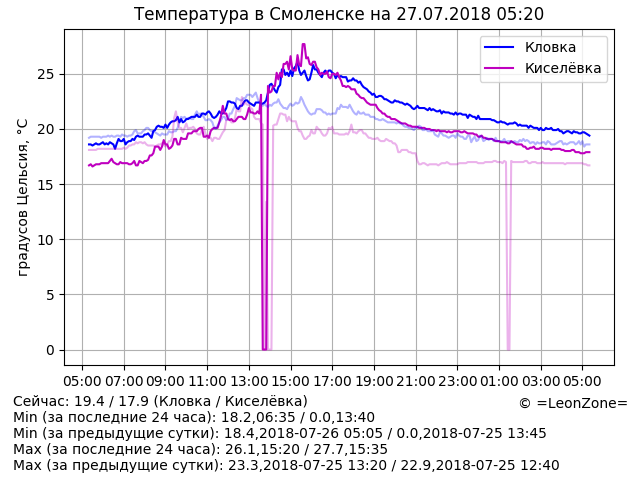 Температура в Смоленске на 27.07.2018 05:20
Кловка
Киселёвка
градусов Цельсия, °C
25
20
15
10
5
0
05:00 07:00 09:00 11:00 13:00 15:00 17:00 19:00 21:00 23:00 01:00 03:00 05:00
Сейчас: 19.4 / 17.9 (Кловка / Киселёвка)
© =LeonZone=
Min (за последние 24 часа): 18.2,06:35 / 0.0,13:40
Min (за предыдущие сутки): 18.4,2018-07-26 05:05 / 0.0,2018-07-25 13:45
Max (за последние 24 часа): 26.1,15:20 / 27.7,15:35
Max (за предыдущие сутки): 23.3,2018-07-25 13:20 / 22.9,2018-07-25 12:40